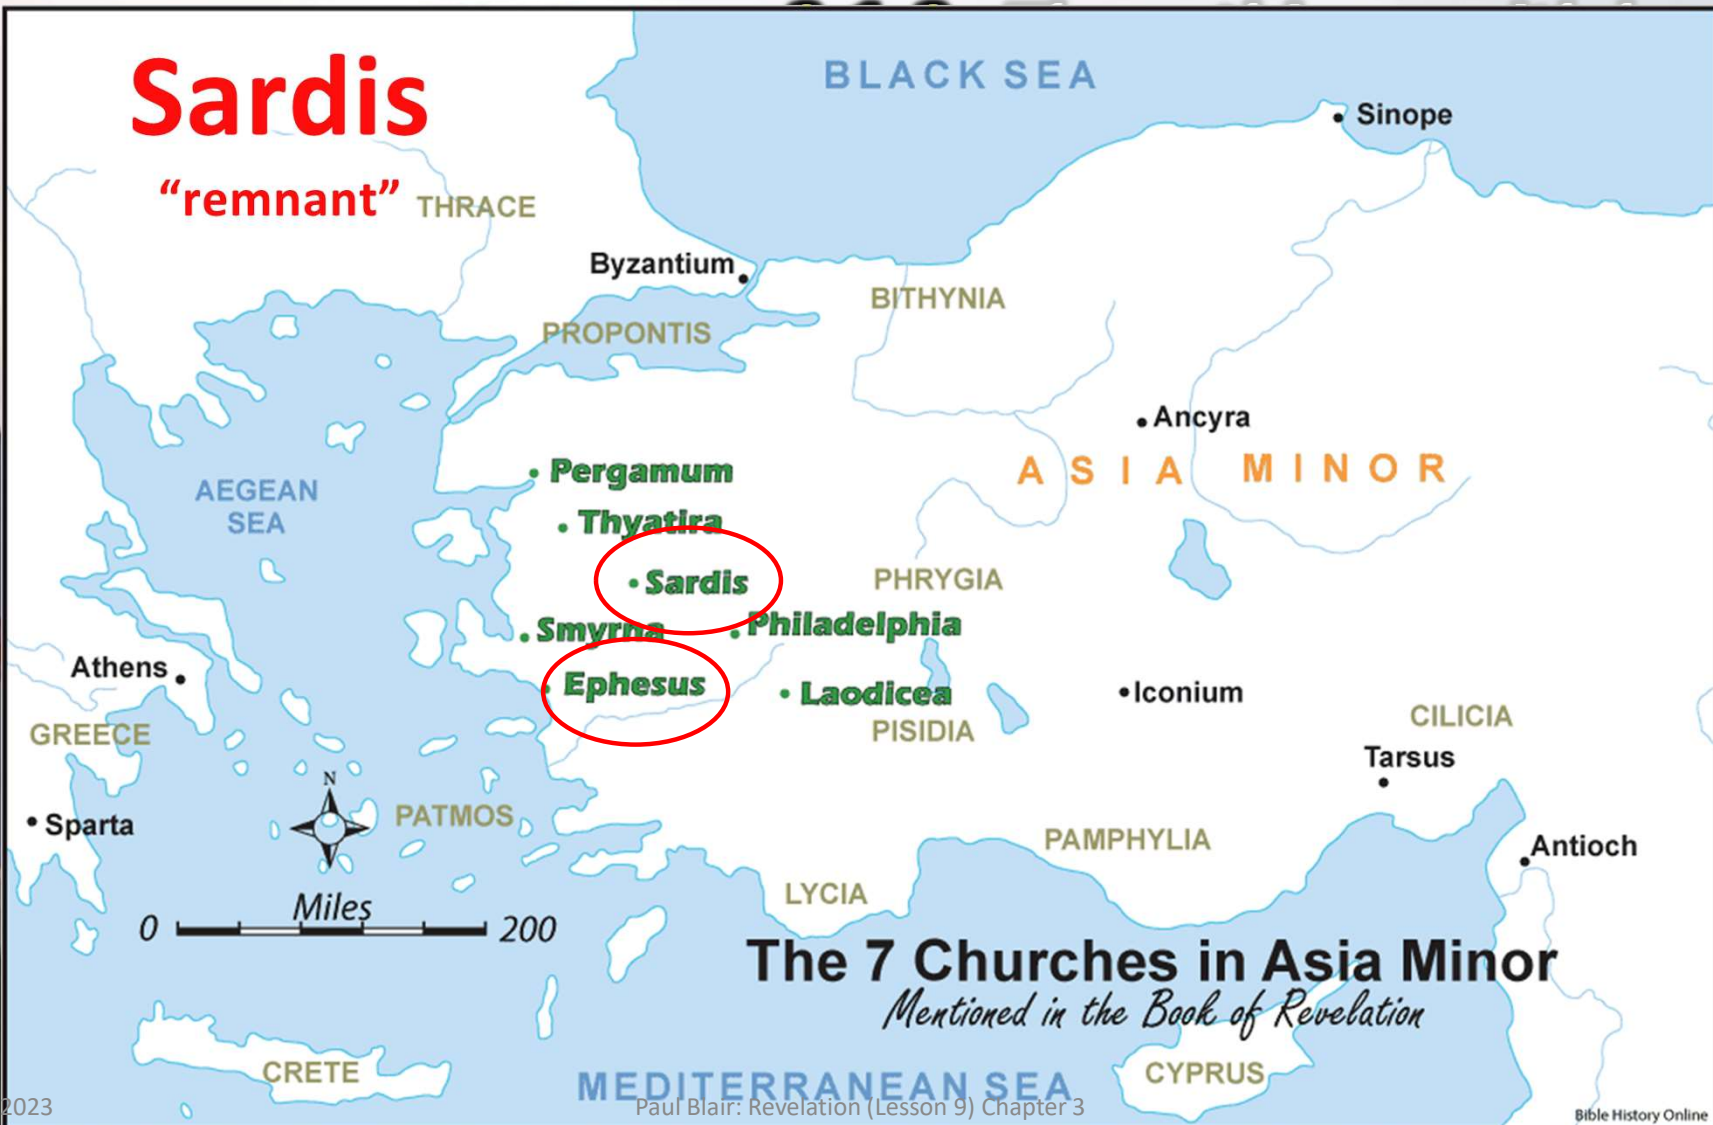 Sardis
“remnant”
BLACK SEA
Sinope
THRACE
Byzantium
BITHYNIA
PROPONTIS
Ancyra
ASIA MINOR
AEGEAN
SEA
Pergamum
Thyatira
Sardis
PHRYGIA
Smyrna
Philadelphia
Athens
Ephesus
Laodicea
Iconium
GREECE
PISIDIA
CILICIA
Tarsus
N
PATMOS
Sparta
PAMPHYLIA
Antioch
LYCIA
Miles
0 200
The 7 Churches in Asia Minor
Mentioned in the Book of Revelation
CRETE
CYPRUS
MEDITERRANEAN SEA
2023
Paul Blair: Revelation (Lesson 9) Chapter 3
Bible History Online